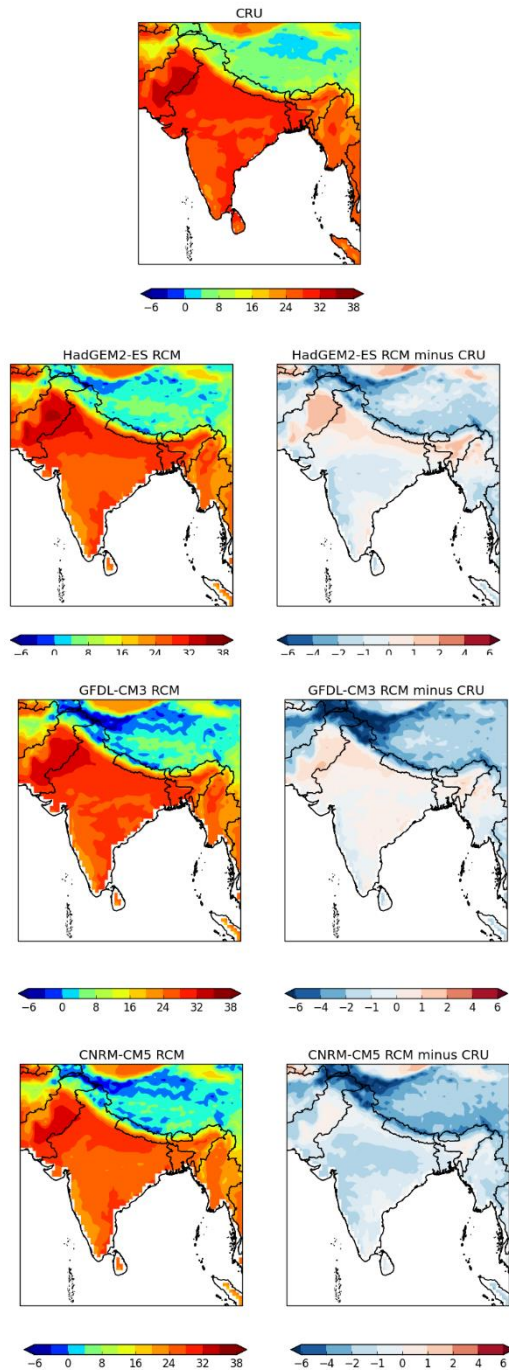 CRU
−6 0 8 16 24 32 38
HadGEM2-ES RCM
HadGEM2-ES RCM minus CRU
−6 0 8 16 24 32 38
−6 −4 −2 −1 0 1 2 4 6
GFDL-CM3 RCM
GFDL-CM3 RCM minus CRU
−6 0 8 16 24 32 38
−6 −4 −2 −1 0 1 2 4 6
CNRM-CM5 RCM
CNRM-CM5 RCM minus CRU
−6 0 8 16 24 32 38
−6 −4 −2 −1 0 1 2 4 6